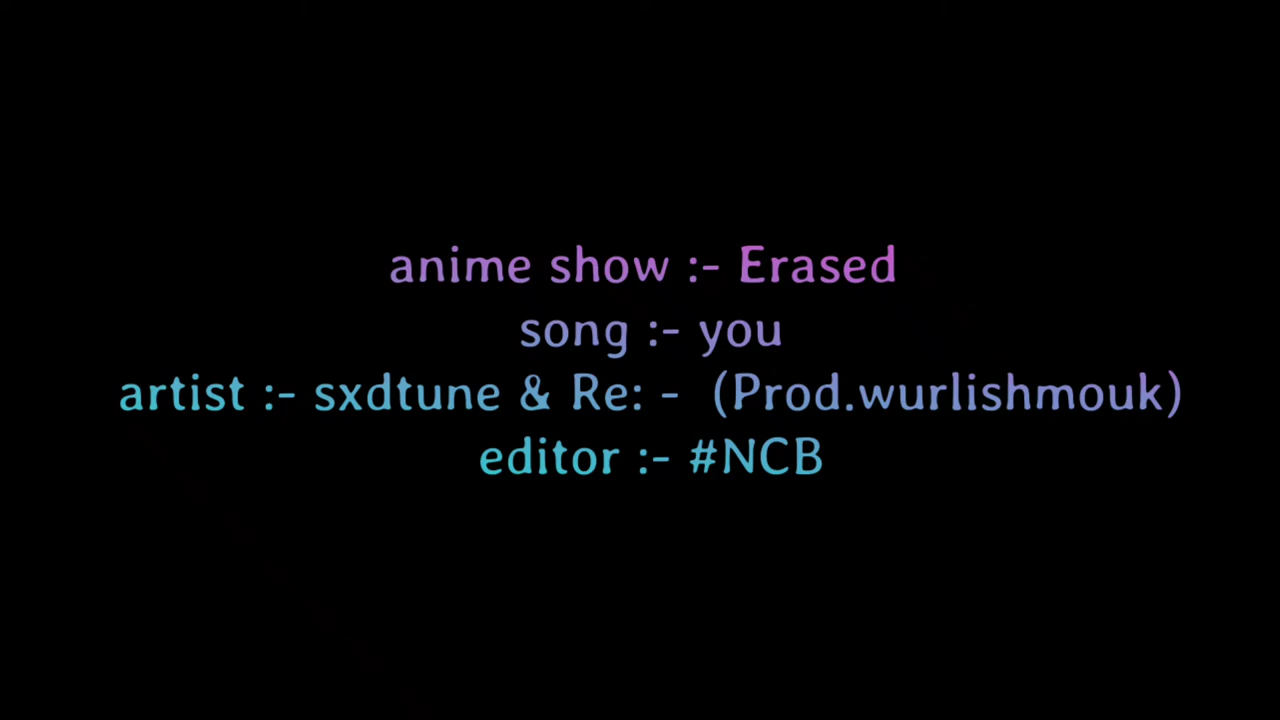 anime show :- Erased
song :- you
artist :- sxdtune & Re: - (Prod.wurlishmouk)
editor :- #NCB